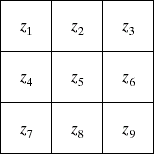 z₁ z₂ z₃
z₄ z₅ z₆
z₇ z₈ z₉